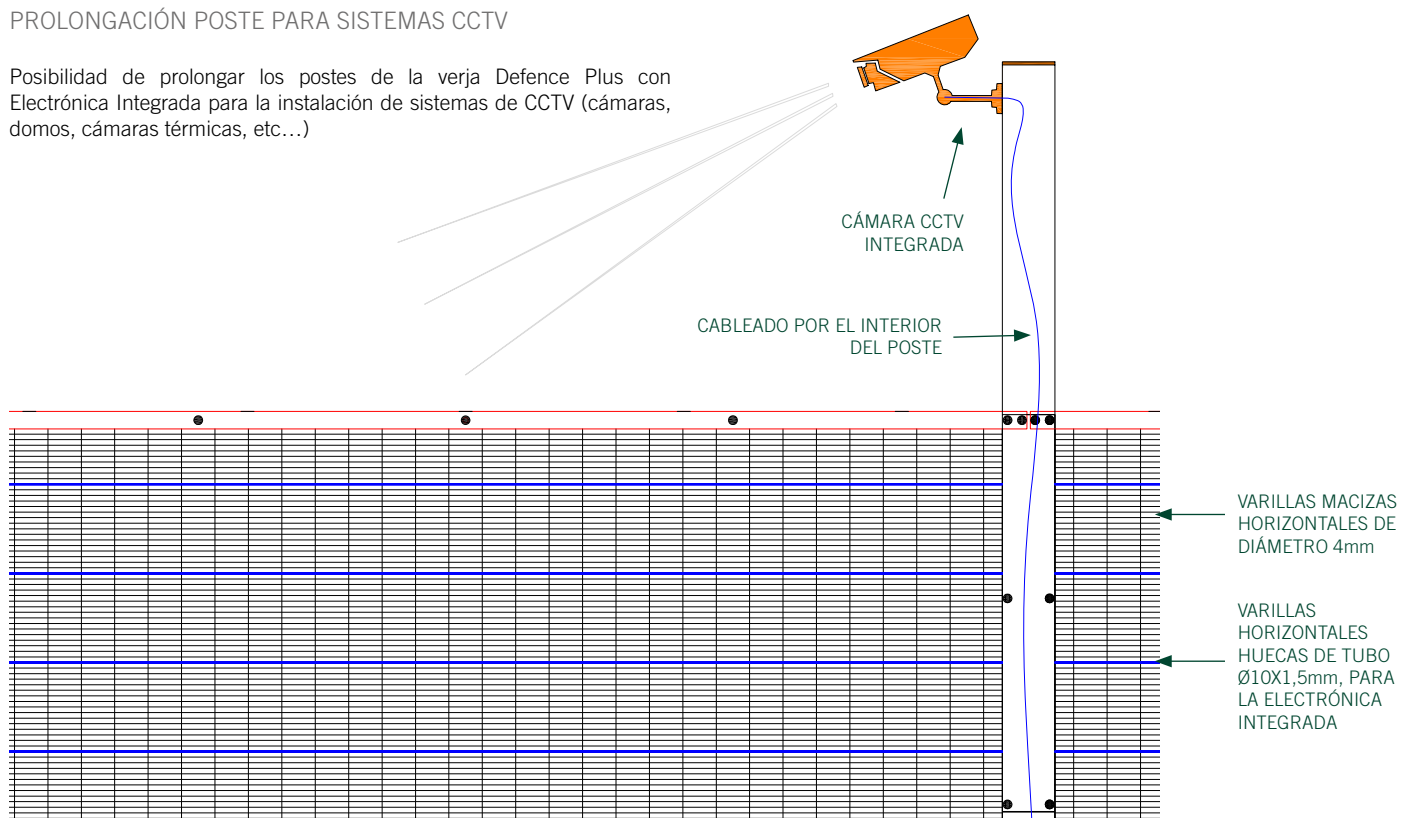 PROLONGACIÓN POSTE PARA SISTEMAS CCTV
Posibilidad de prolongar los postes de la verja Defence Plus con
Electrónica Integrada para la instalación de sistemas de CCTV (cámaras,
domos, cámaras térmicas, etc…)
CÁMARA CCTV
INTEGRADA
CABLEADO POR EL INTERIOR
DEL POSTE
VARILLAS MACIZAS
HORIZONTALES DE
DIÁMETRO 4mm
VARILLAS
HORIZONTALES
HUECAS DE TUBO
Ø10X1,5mm, PARA
LA ELECTRÓNICA
INTEGRADA